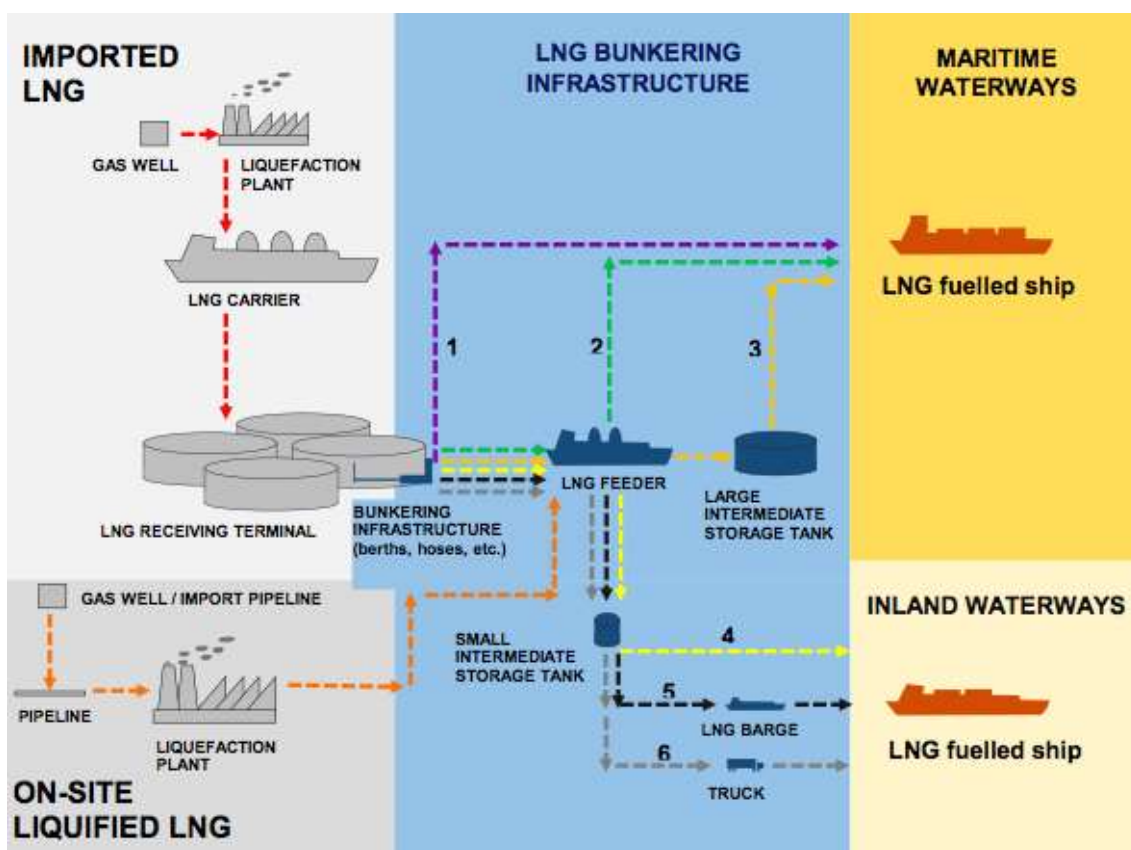 IMPORTED
LNG
GAS WELL
LIQUEFACTION
PLANT
LNG CARRIER
LNG RECEIVING TERMINAL
LNG BUNKERING
INFRASTRUCTURE
1
2
3
BUNKERING
INFRASTRUCTURE
(berths, hoses, etc.)
LNG FEEDER
LARGE
INTERMEDIATE
STORAGE TANK
MARITIME
WATERWAYS
LNG fuelled ship
GAS WELL / IMPORT PIPELINE
PIPELINE
LIQUEFACTION
PLANT
ON-SITE
LIQUIFIED LNG
SMALL
INTERMEDIATE
STORAGE TANK
4
5
LNG BARGE
6
TRUCK
INLAND WATERWAYS
LNG fuelled ship